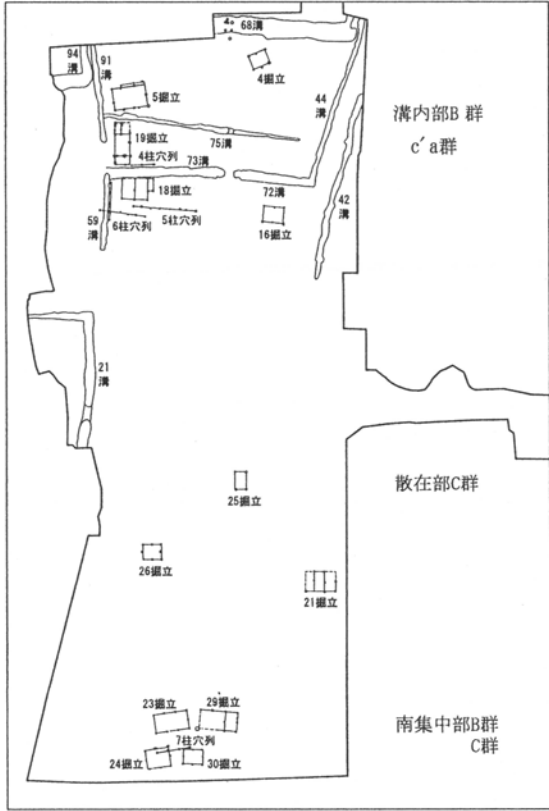 68溝
4
94
溝
91
溝
4掘立
5掘立
44
溝
溝内部B群
c′a群
19掘立
75溝
4柱穴列
73溝
72溝
18掘立
42
溝
59
溝
6柱穴列
5柱穴列
16掘立
21
溝
散在部C群
25掘立
26掘立
21掘立
23掘立
29掘立
南集中部B群
C群
7柱穴列
24掘立
30掘立